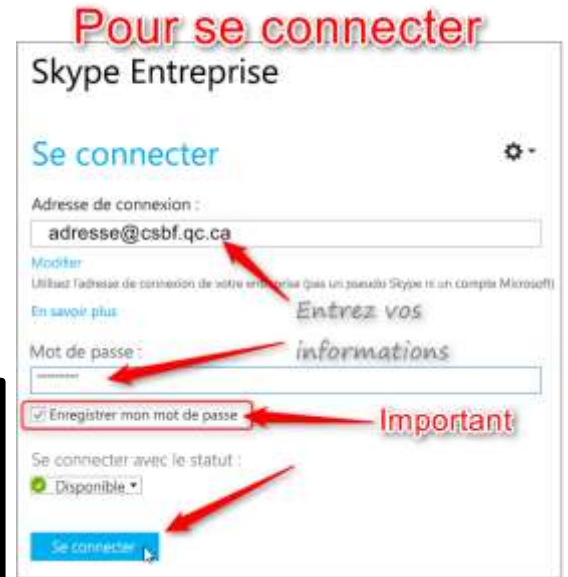 Pour se connecter
Skype Entreprise
Se connecter
Adresse de connexion :
adresse@csbf.qc.ca
Modifier
Utilisez l'adresse de connexion de votre entreprise (pas un pseudo Skype ni un compte Microsoft)
En savoir plus
Entrez vos
informations
Mot de passe :
Enregistrer mon mot de passe
Important
Se connecter avec le statut :
Disponible
Se connecter